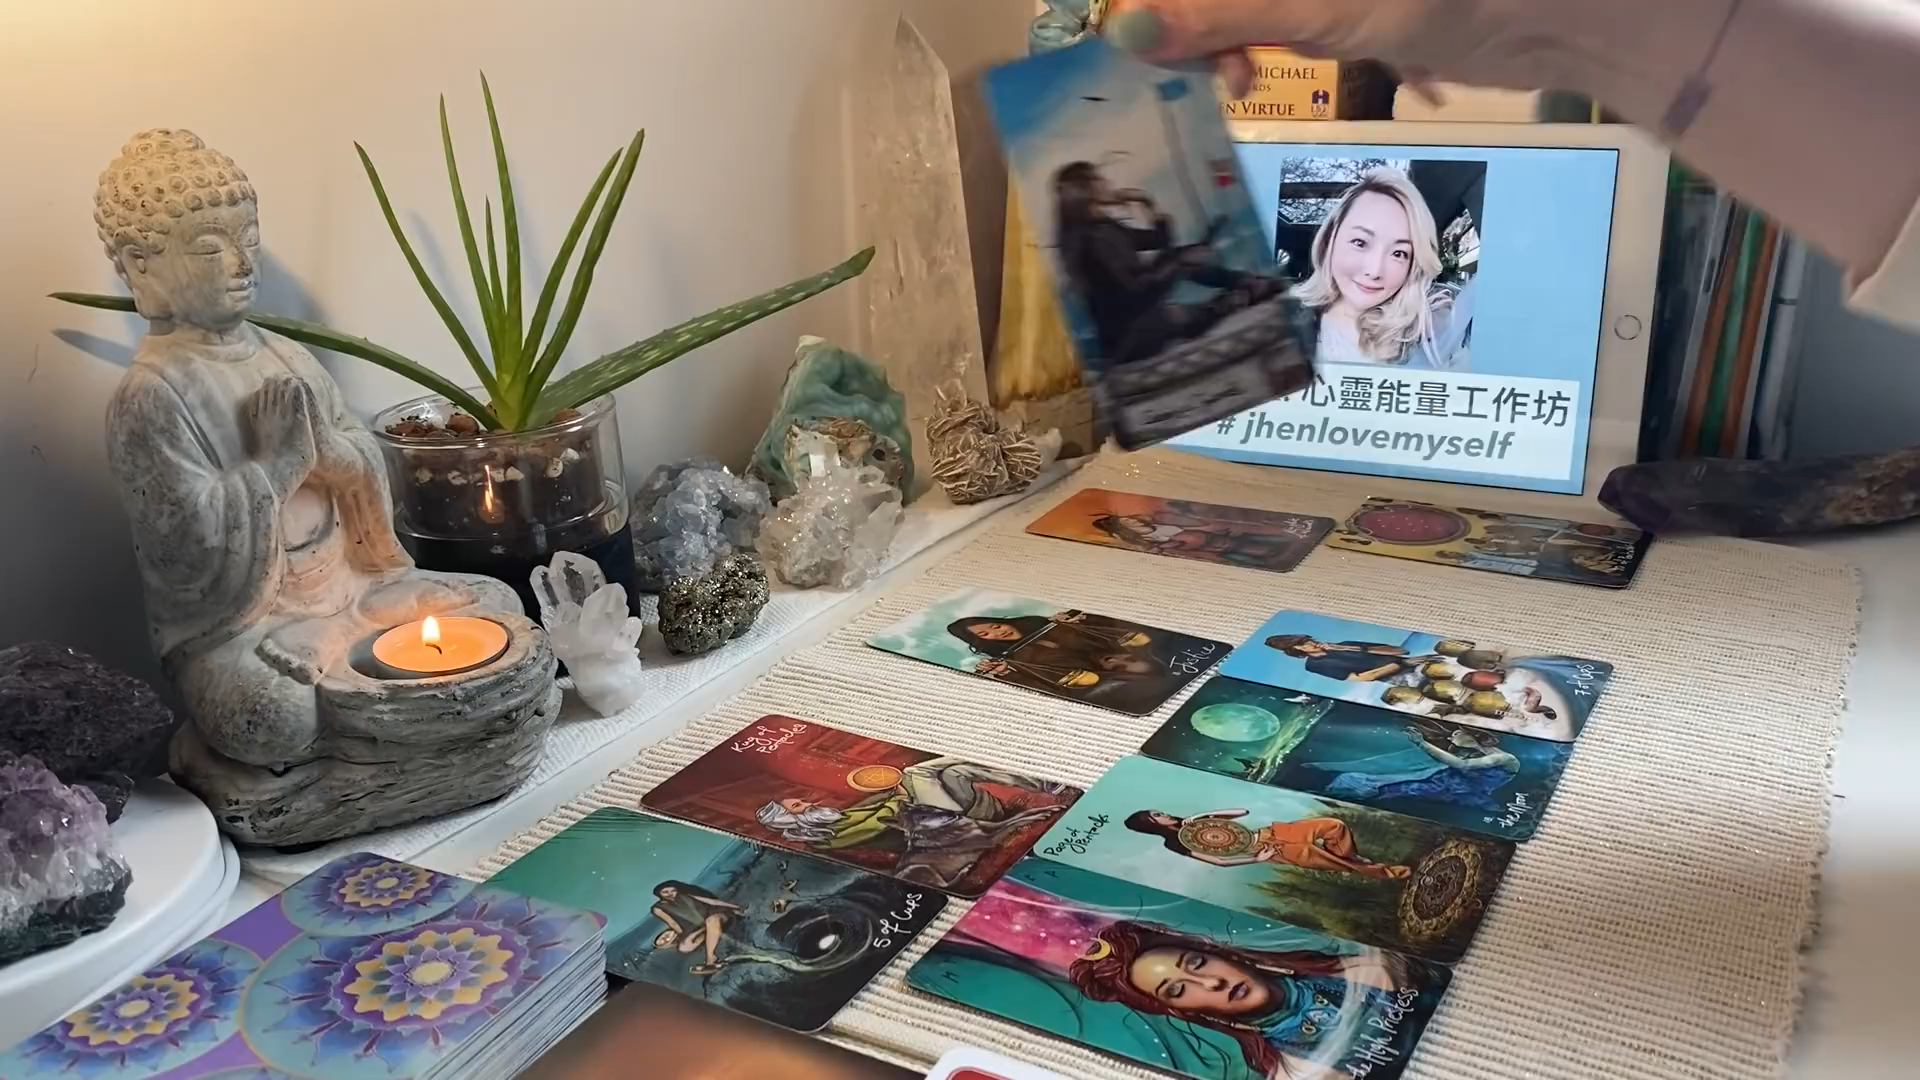 MICHAEL
EN VIRTUE
心靈能量工作坊
# jhenlovemyself
Justice
7 of Cups
King of
Pentacles
the Moon
Page of
Pentacles
5 of Cups
the High Priestess